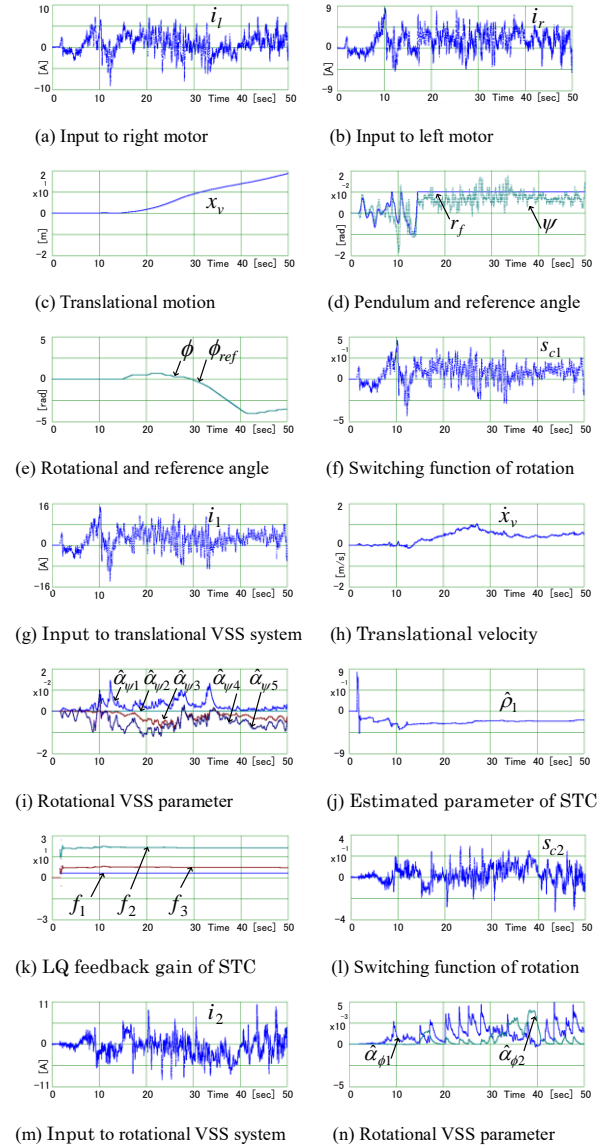 10
i_l
0
[A]
-10
0 10 20 30 Time 40 [sec] 50
(a) Input to right motor
9
i_r
0
[A]
-9
0 10 20 30 Time 40 [sec] 50
(b) Input to left motor
2
-1
x10
x_v
0
[m]
-2
0 10 20 30 Time 40 [sec] 50
(c) Translational motion
2
-2
x10
0
r_f ψ
[rad]
-2
0 10 20 30 Time 40 [sec] 50
(d) Pendulum and reference angle
5
ϕ ϕ_ref
0
[rad]
-5
0 10 20 30 Time 40 [sec] 50
(e) Rotational and reference angle
5
-1
x10
s_c1
0
-5
0 10 20 30 Time 40 [sec] 50
(f) Switching function of rotation
16
i_1
0
[A]
-16
0 10 20 30 Time 40 [sec] 50
(g) Input to translational VSS system
2
ẋ_v
0
[m/s]
-2
0 10 20 30 Time 40 [sec] 50
(h) Translational velocity
2
-2
x10
α̂_ψ1 α̂_ψ2 α̂_ψ3 α̂_ψ4 α̂_ψ5
0
-2
0 10 20 30 Time 40 [sec] 50
(i) Rotational VSS parameter
9
-1
x10
ρ̂_1
0
-9
0 10 20 30 Time 40 [sec] 50
(j) Estimated parameter of STC
3
-1
x10
0
f_1 f_2 f_3
-3
0 10 20 30 Time 40 [sec] 50
(k) LQ feedback gain of STC
4
-1
x10
s_c2
0
-4
0 10 20 30 Time 40 [sec] 50
(l) Switching function of rotation
11
i_2
0
[A]
-11
0 10 20 30 Time 40 [sec] 50
(m) Input to rotational VSS system
5
-3
x10
0
α̂_ϕ1 α̂_ϕ2
-5
0 10 20 30 Time 40 [sec] 50
(n) Rotational VSS parameter